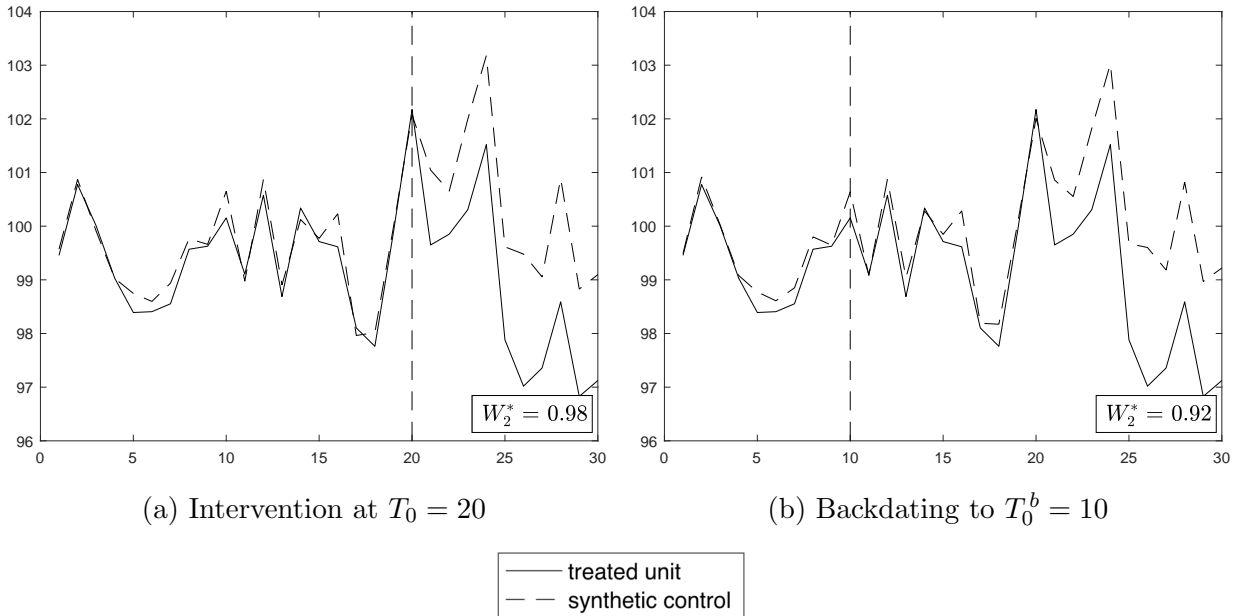 104
103
102
101
100
99
98
97
96
0 5 10 15 20 25 30
W₂* = 0.98
(a) Intervention at T₀ = 20
104
103
102
101
100
99
98
97
96
0 5 10 15 20 25 30
W₂* = 0.92
(b) Backdating to T₀ᵇ = 10
treated unit
synthetic control